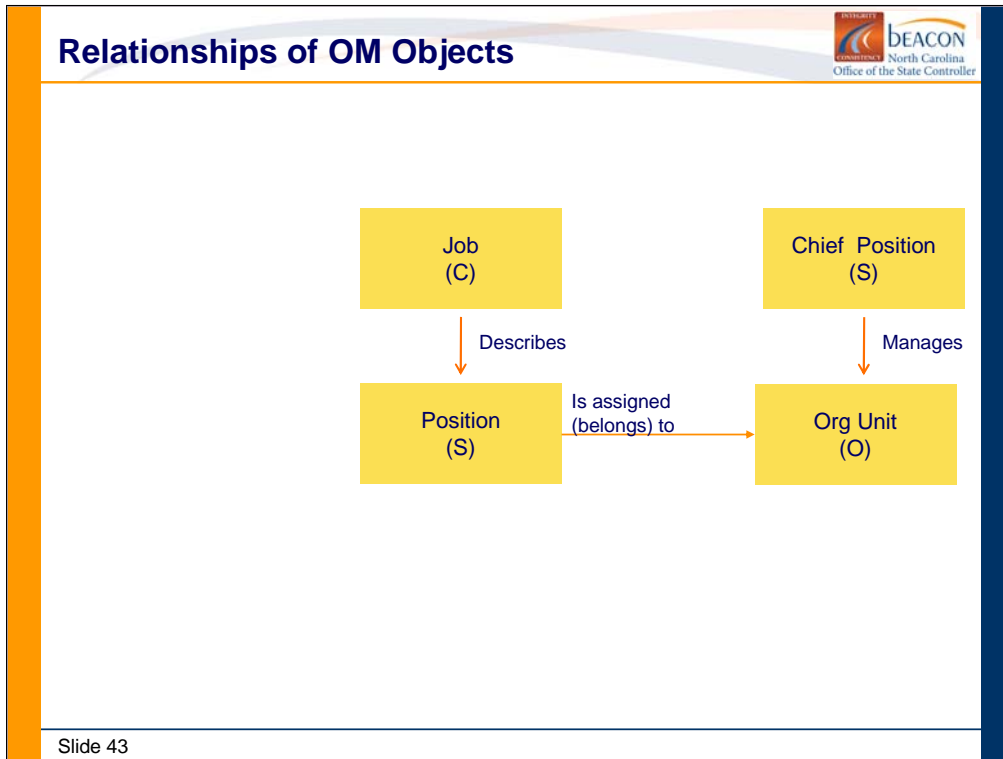 Relationships of OM Objects
INTEGRITY
CONSISTENCY
bEACON
North Carolina
Office of the State Controller
Job
(C)
Chief Position
(S)
Describes
Manages
Position
(S)
Is assigned
(belongs) to
Org Unit
(O)
Slide 43